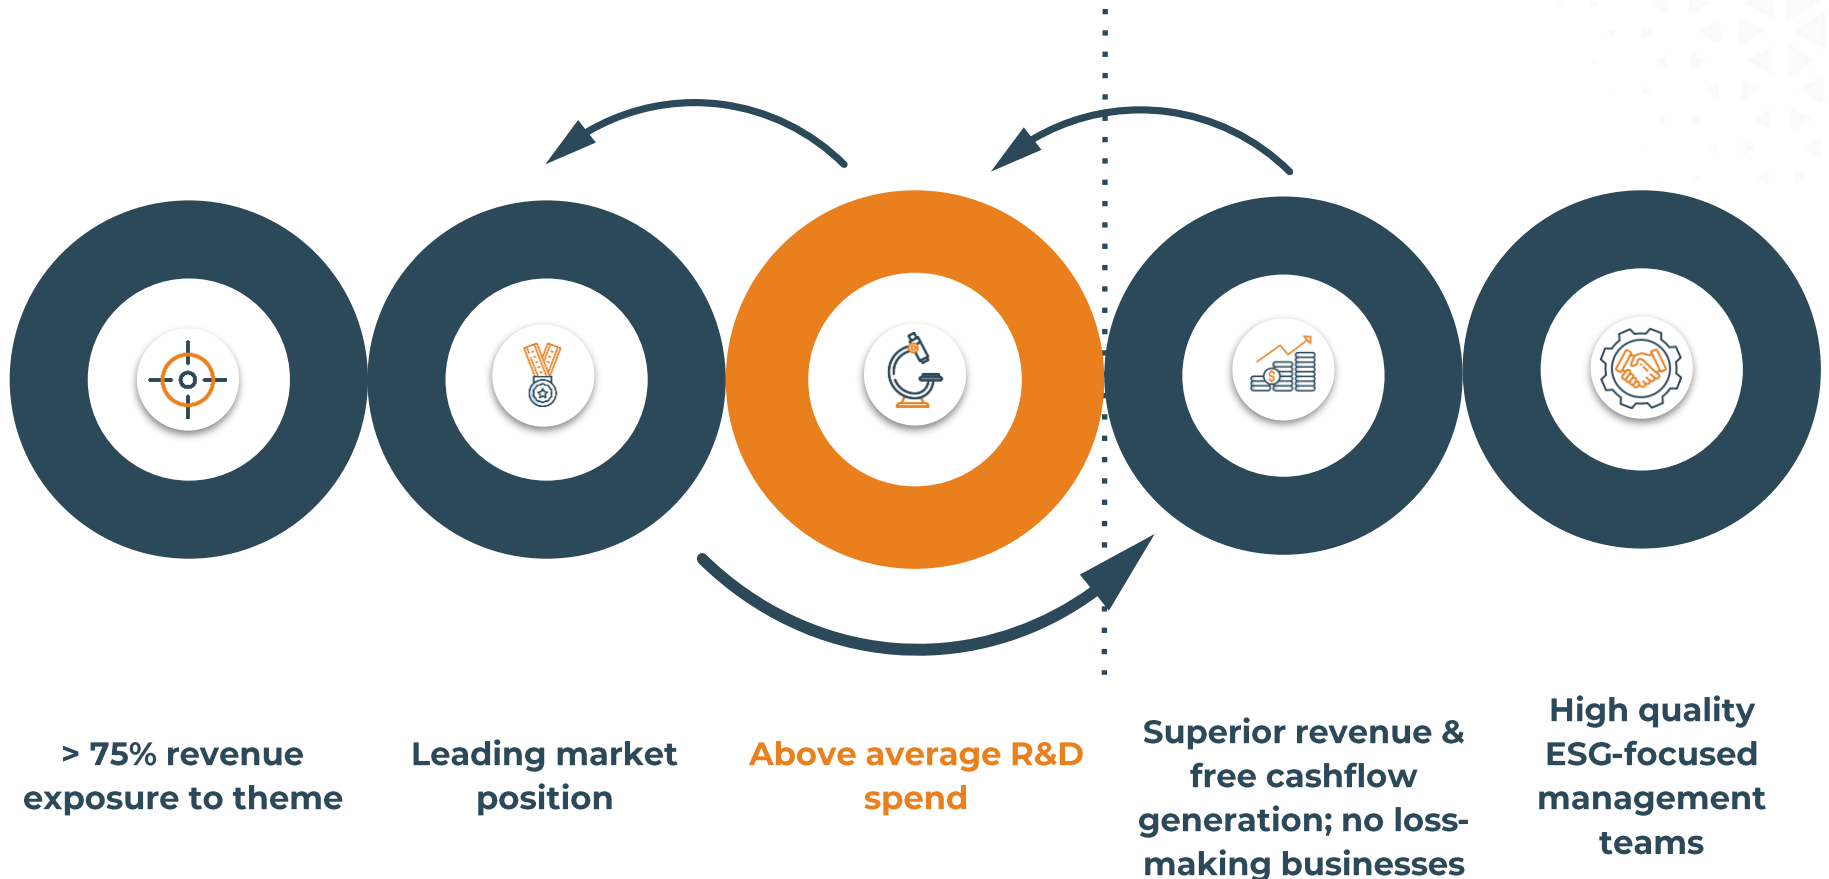 > 75% revenue
exposure to theme
Leading market
position
Above average R&D
spend
Superior revenue &
free cashflow
generation; no loss-
making businesses
High quality
ESG-focused
management
teams
$